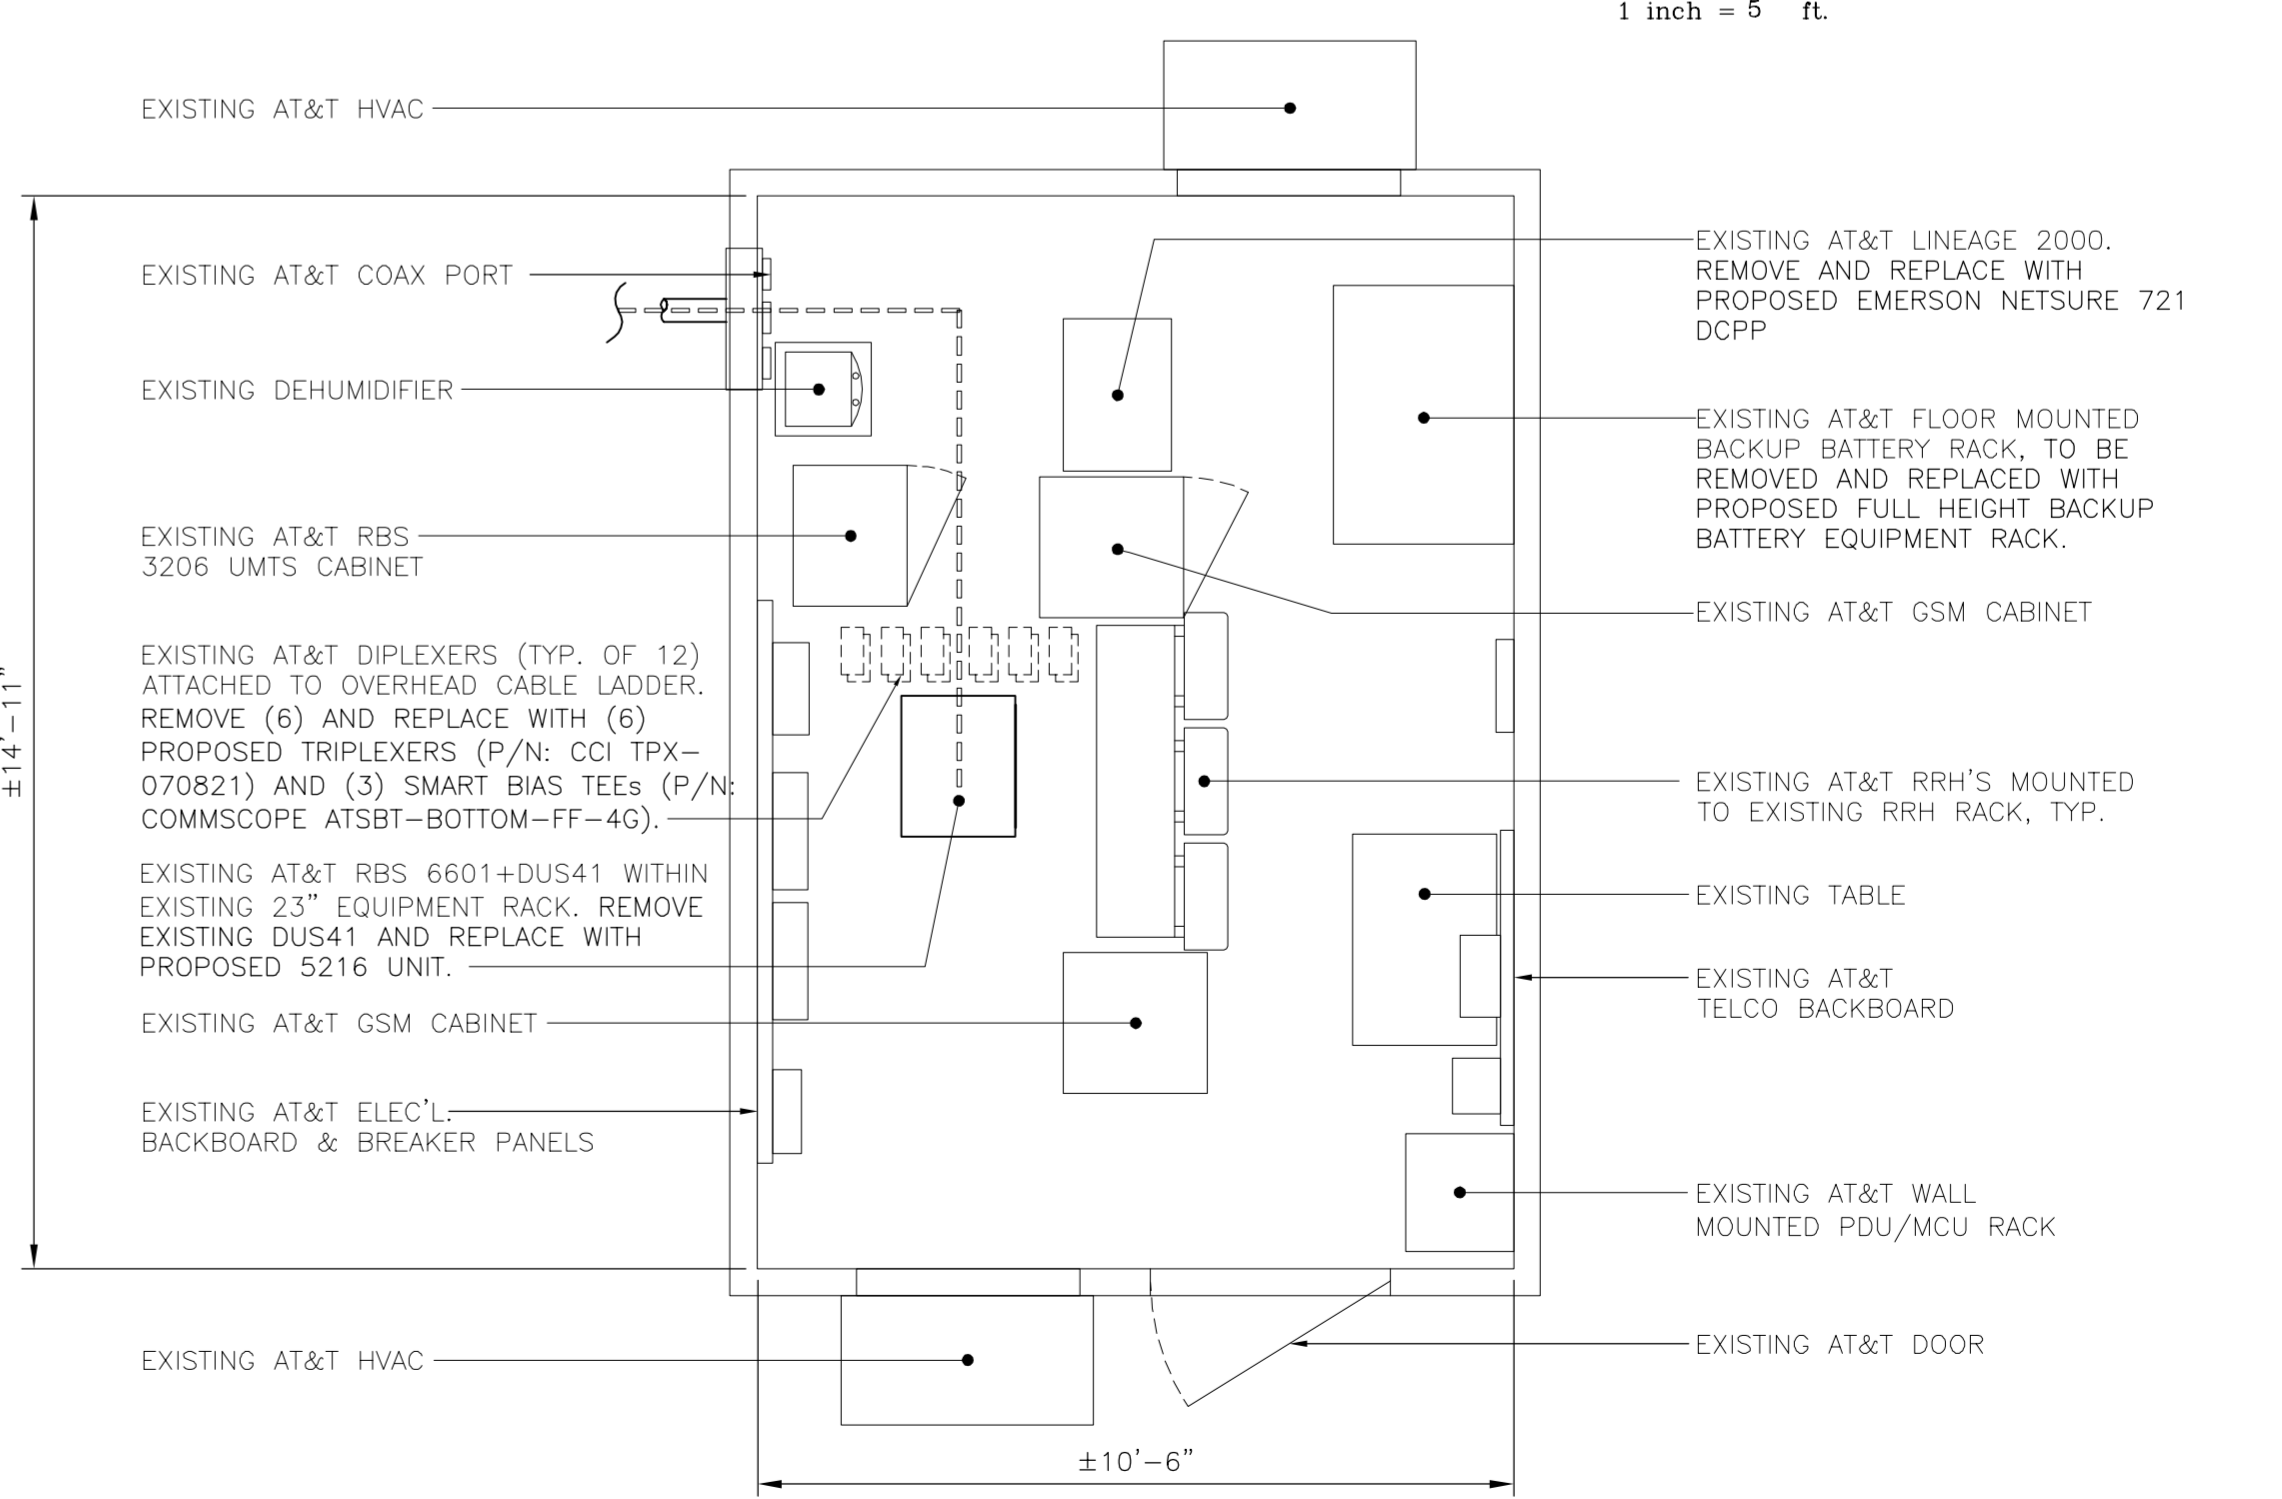 1 inch = 5 ft.
EXISTING AT&T HVAC
EXISTING AT&T COAX PORT
EXISTING DEHUMIDIFIER
EXISTING AT&T RBS
3206 UMTS CABINET
EXISTING AT&T DIPLEXERS (TYP. OF 12)
ATTACHED TO OVERHEAD CABLE LADDER.
REMOVE (6) AND REPLACE WITH (6)
PROPOSED TRIPLEXERS (P/N: CCI TPX-
070821) AND (3) SMART BIAS TEEs (P/N:
COMMSCOPE ATSBT-BOTTOM-FF-4G).
EXISTING AT&T RBS 6601+DUS41 WITHIN
EXISTING 23" EQUIPMENT RACK. REMOVE
EXISTING DUS41 AND REPLACE WITH
PROPOSED 5216 UNIT.
EXISTING AT&T GSM CABINET
EXISTING AT&T ELEC'L.
BACKBOARD & BREAKER PANELS
EXISTING AT&T HVAC
±14'-11"
±10'-6"
EXISTING AT&T LINEAGE 2000.
REMOVE AND REPLACE WITH
PROPOSED EMERSON NETSURE 721
DCPP
EXISTING AT&T FLOOR MOUNTED
BACKUP BATTERY RACK, TO BE
REMOVED AND REPLACED WITH
PROPOSED FULL HEIGHT BACKUP
BATTERY EQUIPMENT RACK.
EXISTING AT&T GSM CABINET
EXISTING AT&T RRH'S MOUNTED
TO EXISTING RRH RACK, TYP.
EXISTING TABLE
EXISTING AT&T
TELCO BACKBOARD
EXISTING AT&T WALL
MOUNTED PDU/MCU RACK
EXISTING AT&T DOOR